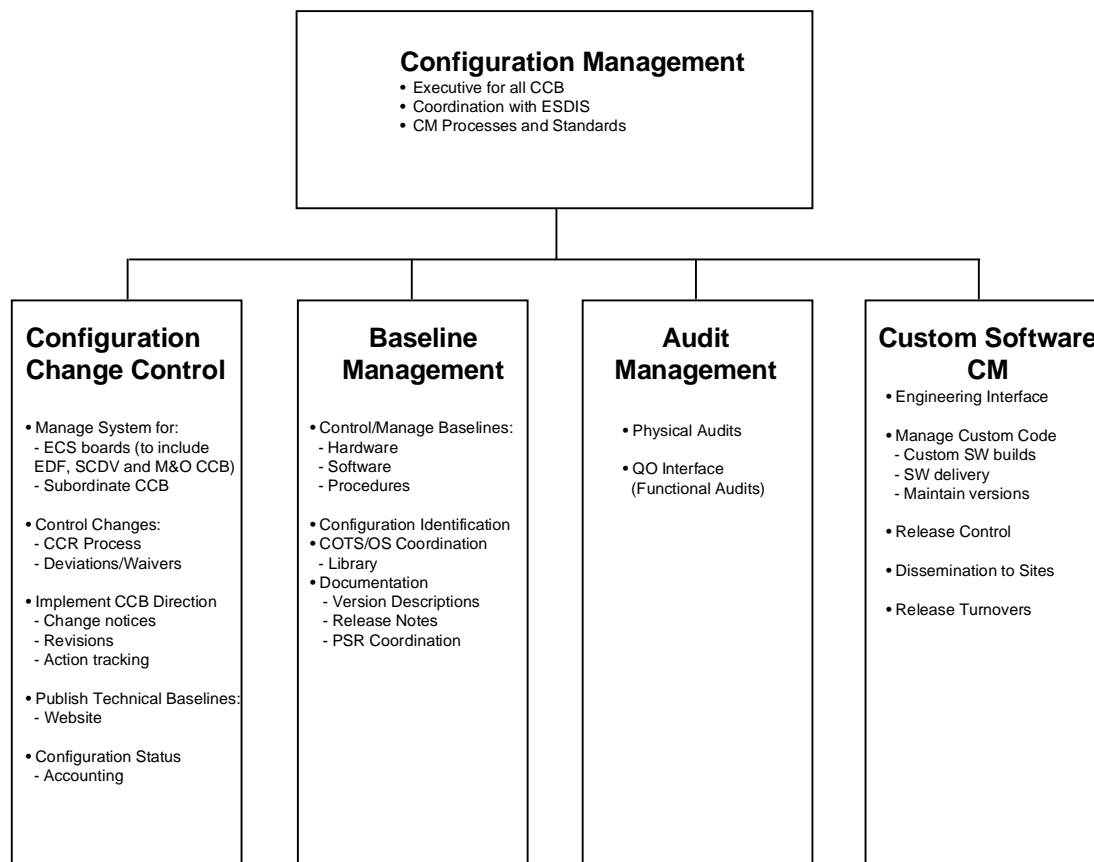 Configuration Management
• Executive for all CCB
• Coordination with ESDIS
• CM Processes and Standards
Configuration
Change Control
• Manage System for:
- ECS boards (to include
EDF, SCDV and M&O CCB)
- Subordinate CCB
• Control Changes:
- CCR Process
- Deviations/Waivers
• Implement CCB Direction
- Change notices
- Revisions
- Action tracking
• Publish Technical Baselines:
- Website
• Configuration Status
- Accounting
Baseline
Management
• Control/Manage Baselines:
- Hardware
- Software
- Procedures
• Configuration Identification
• COTS/OS Coordination
- Library
• Documentation
- Version Descriptions
- Release Notes
- PSR Coordination
Audit
Management
• Physical Audits
• QO Interface
(Functional Audits)
Custom Software
CM
• Engineering Interface
• Manage Custom Code
- Custom SW builds
- SW delivery
- Maintain versions
• Release Control
• Dissemination to Sites
• Release Turnovers